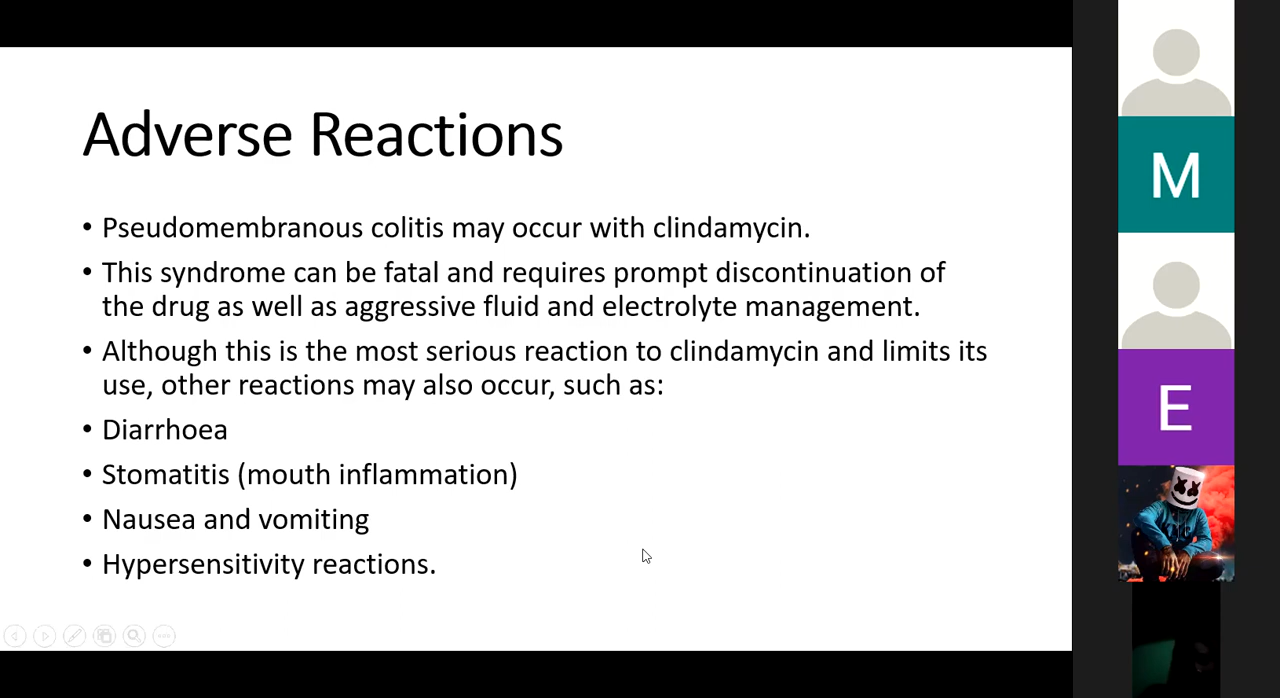 Adverse Reactions
• Pseudomembranous colitis may occur with clindamycin.
• This syndrome can be fatal and requires prompt discontinuation of
the drug as well as aggressive fluid and electrolyte management.
• Although this is the most serious reaction to clindamycin and limits its
use, other reactions may also occur, such as:
• Diarrhoea
• Stomatitis (mouth inflammation)
• Nausea and vomiting
• Hypersensitivity reactions.
M
E